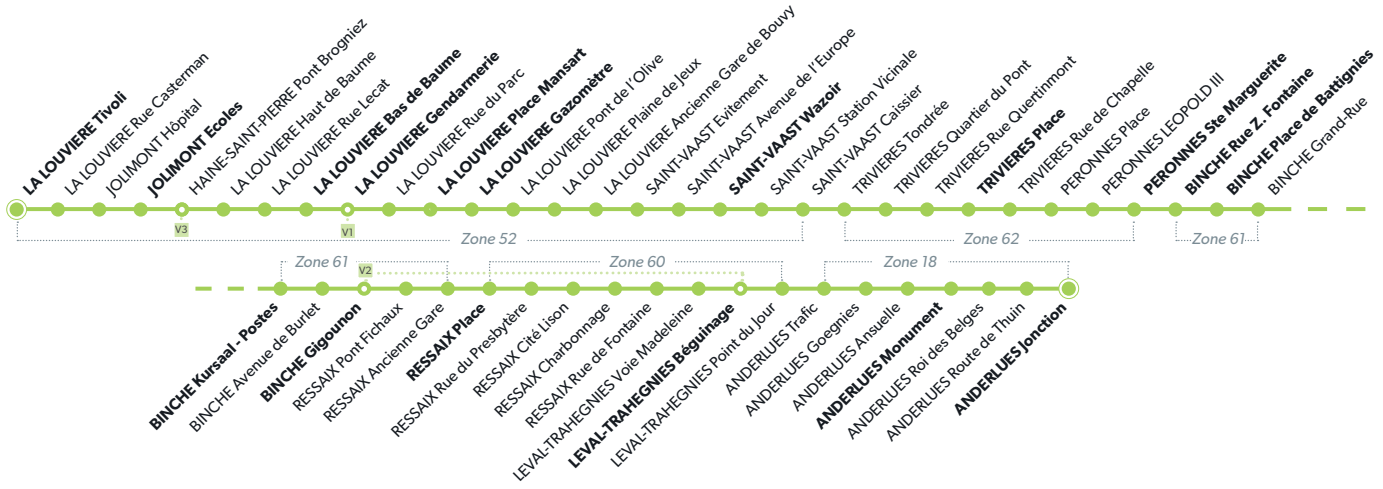 LA LOUVIERE Tivoli
LA LOUVIERE Rue Casterman
JOLIMONT Hôpital
JOLIMONT Ecoles
HAINE-SAINT-PIERRE Pont Brogniez
LA LOUVIERE Haut de Baume
LA LOUVIERE Rue Lecat
LA LOUVIERE Bas de Baume
LA LOUVIERE Gendarmerie
LA LOUVIERE Rue du Parc
LA LOUVIERE Place Mansart
LA LOUVIERE Gazomètre
LA LOUVIERE Pont de l'Olive
LA LOUVIERE Plaine de Jeux
LA LOUVIERE Ancienne Gare de Bouvy
SAINT-VAAST Evitement
SAINT-VAAST Avenue de l'Europe
SAINT-VAAST Wazoir
SAINT-VAAST Station Vicinale
SAINT-VAAST Caissier
TRIVIERES Tondrée
TRIVIERES Quartier du Pont
TRIVIERES Rue Quertinmont
TRIVIERES Place
TRIVIERES Rue de Chapelle
PERONNES Place
PERONNES LEOPOLD III
PERONNES Ste Marguerite
BINCHE Rue Z. Fontaine
BINCHE Place de Battignies
BINCHE Grand-Rue
V3
V1
Zone 52
Zone 62
Zone 61
Zone 61
V2
Zone 60
Zone 18
BINCHE Kursaal - Postes
BINCHE Avenue de Burlet
BINCHE Gigounon
RESSAIX Pont Fichaux
RESSAIX Ancienne Gare
RESSAIX Place
RESSAIX Rue du Presbytère
RESSAIX Cité Lison
RESSAIX Charbonnage
RESSAIX Rue de Fontaine
LEVAL-TRAHEGNIES Voie Madeleine
LEVAL-TRAHEGNIES Béguinage
LEVAL-TRAHEGNIES Point du Jour
ANDERLUES Trafic
ANDERLUES Goegnies
ANDERLUES Ansuelle
ANDERLUES Monument
ANDERLUES Roi des Belges
ANDERLUES Route de Thuin
ANDERLUES Jonction